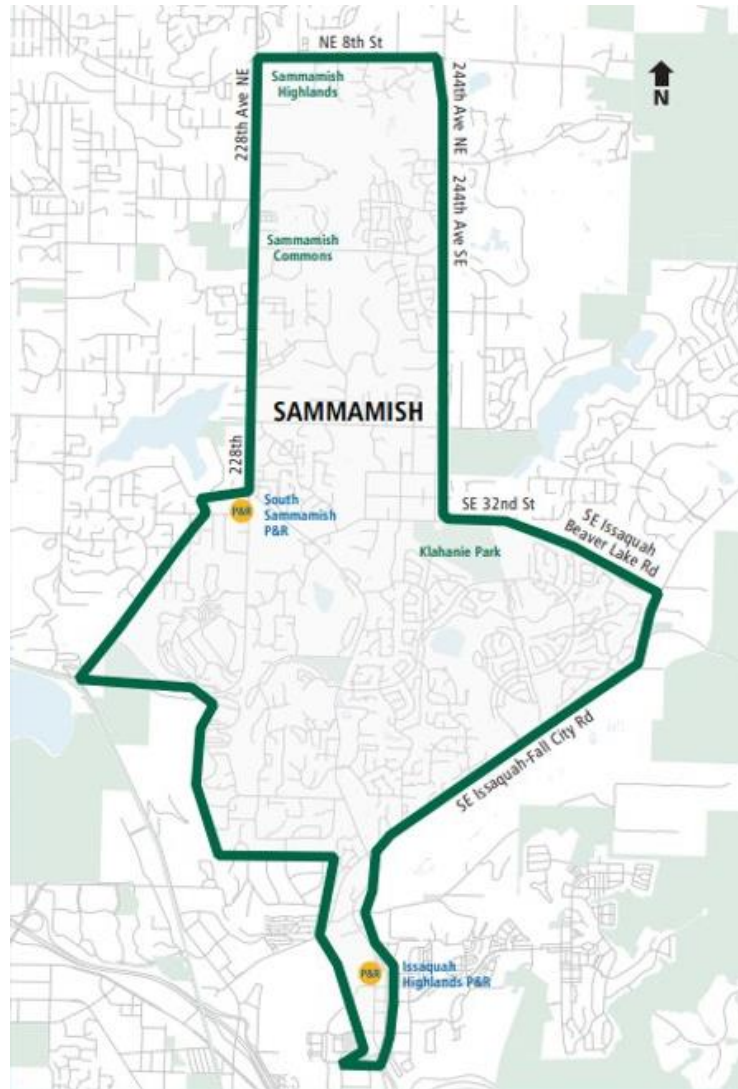 NE 8th St
N
Sammamish
Highlands
228th Ave NE
244th Ave NE
244th Ave SE
Sammamish
Commons
SAMMAMISH
228th
P&R
South
Sammamish
P&R
SE 32nd St
SE Issaquah
Beaver Lake Rd
Klahanie Park
SE Issaquah-Fall City Rd
P&R
Issaquah
Highlands P&R